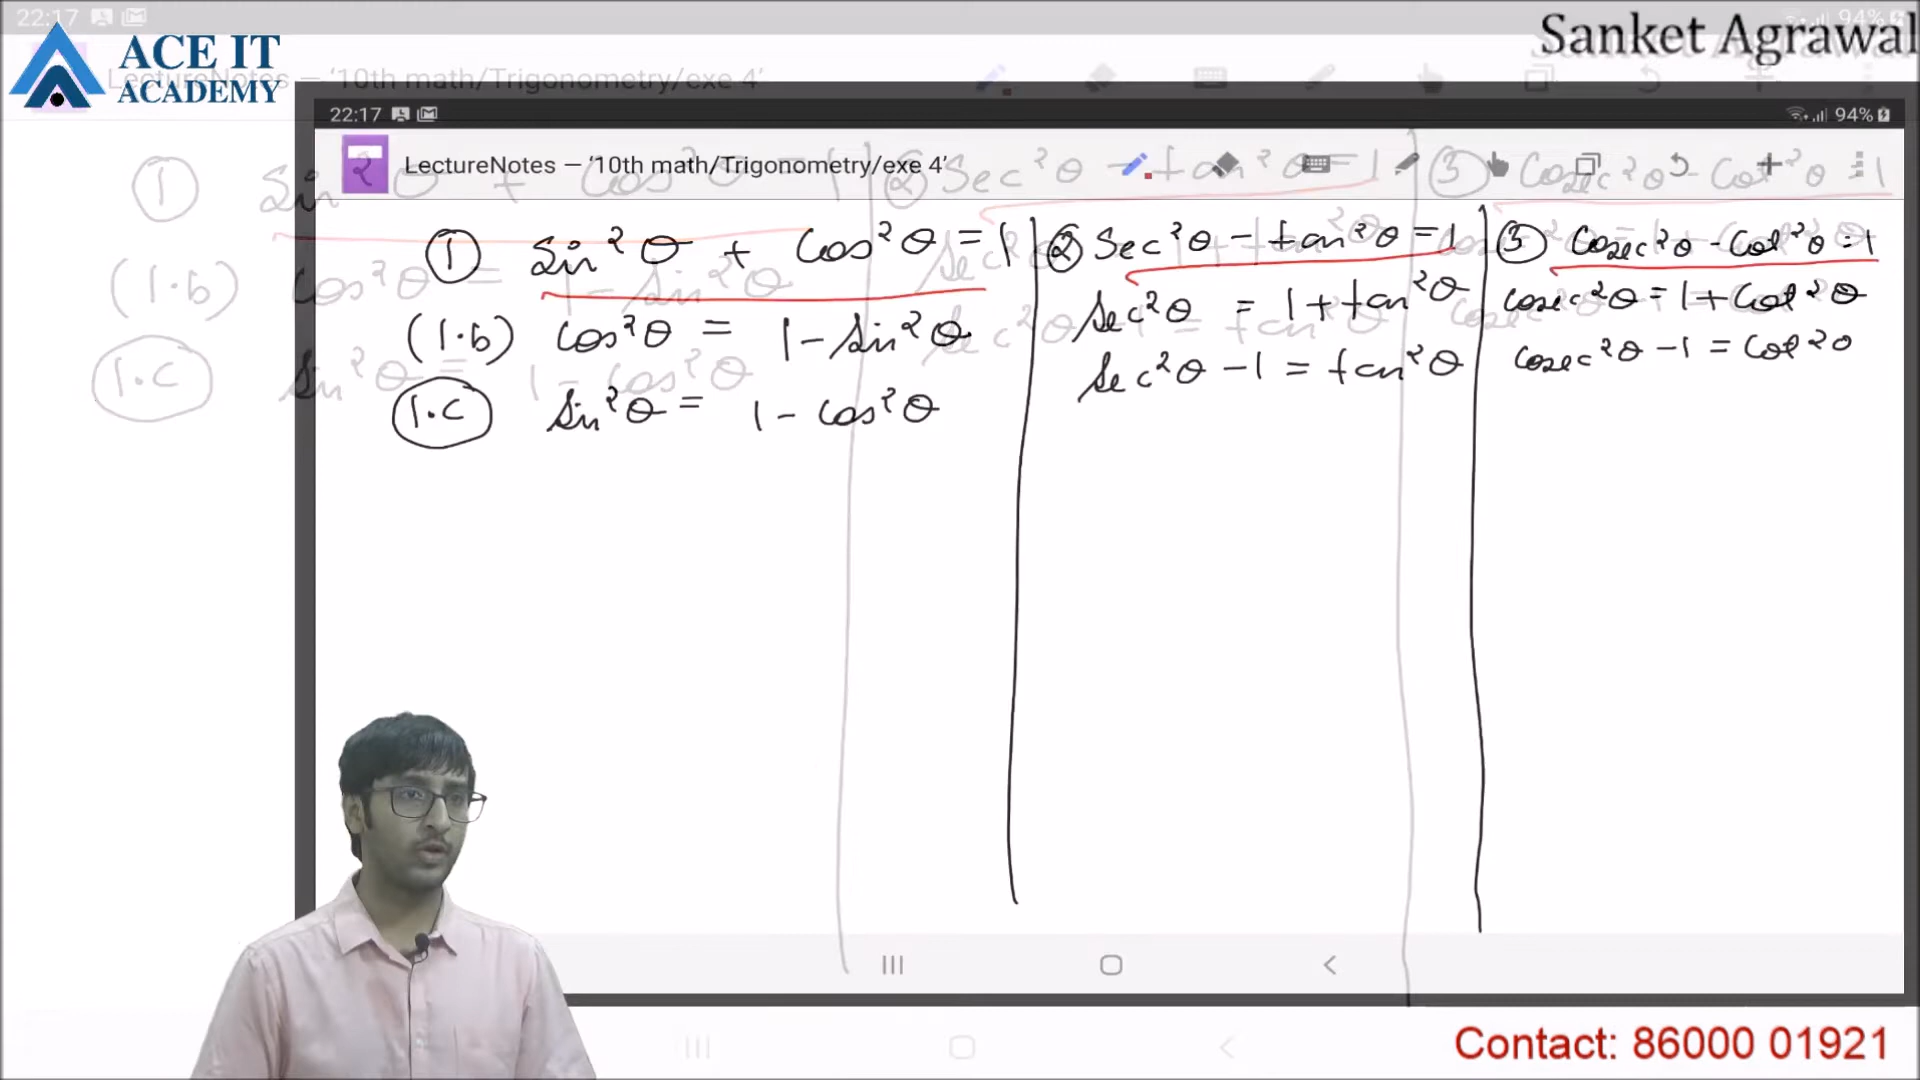 ACE IT
ACADEMY
Sanket Agrawal
22:17
94%
LectureNotes – ‘10th math/Trigonometry/exe 4’
① Sin²θ + Cos²θ = 1
(1.b) cos²θ = 1 - sin²θ
1.c sin²θ = 1 - cos²θ
② Sec²θ - tan²θ = 1
sec²θ = 1 + tan²θ
sec²θ - 1 = tan²θ
③ Cosec²θ - Cot²θ = 1
cosec²θ = 1 + cot²θ
cosec²θ - 1 = cot²θ
Contact: 86000 01921